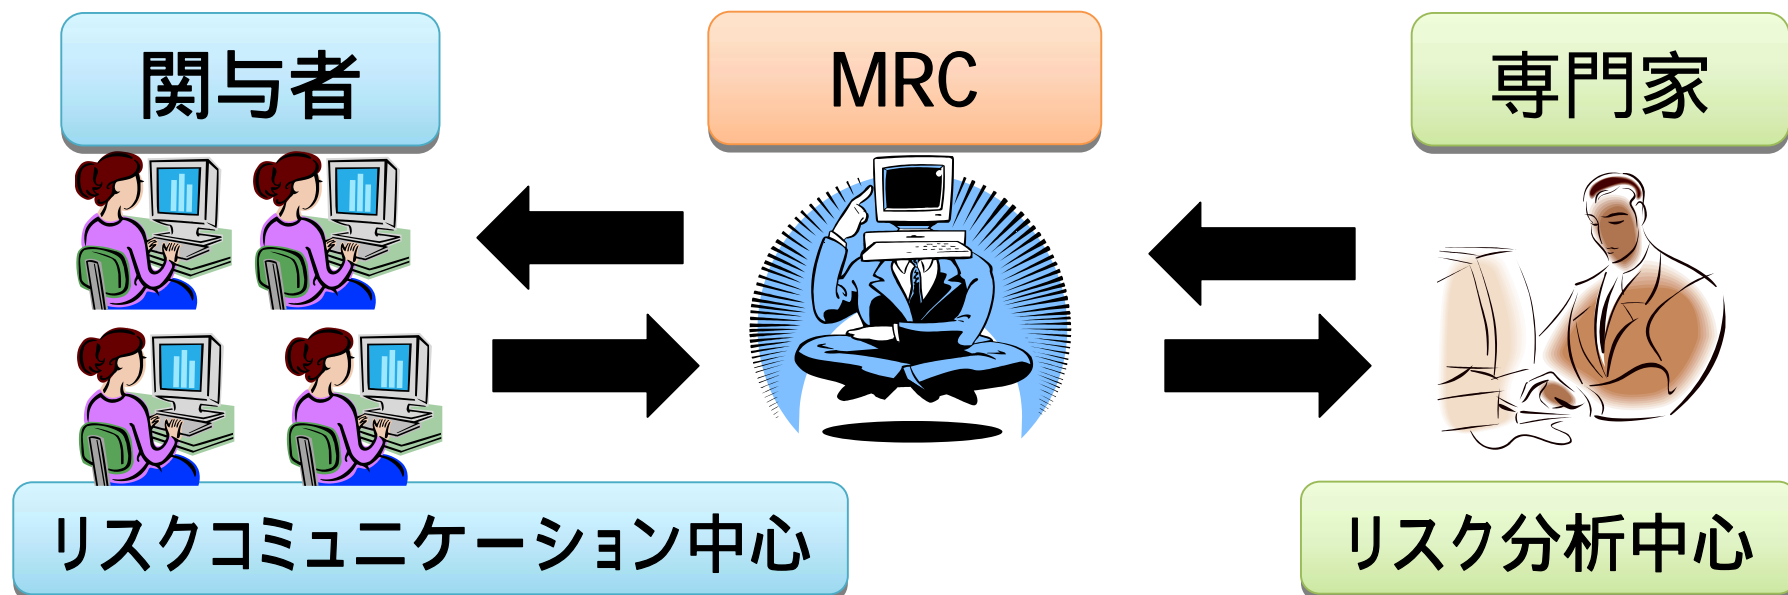 関与者
MRC
専門家
リスクコミュニケーション中心
リスク分析中心